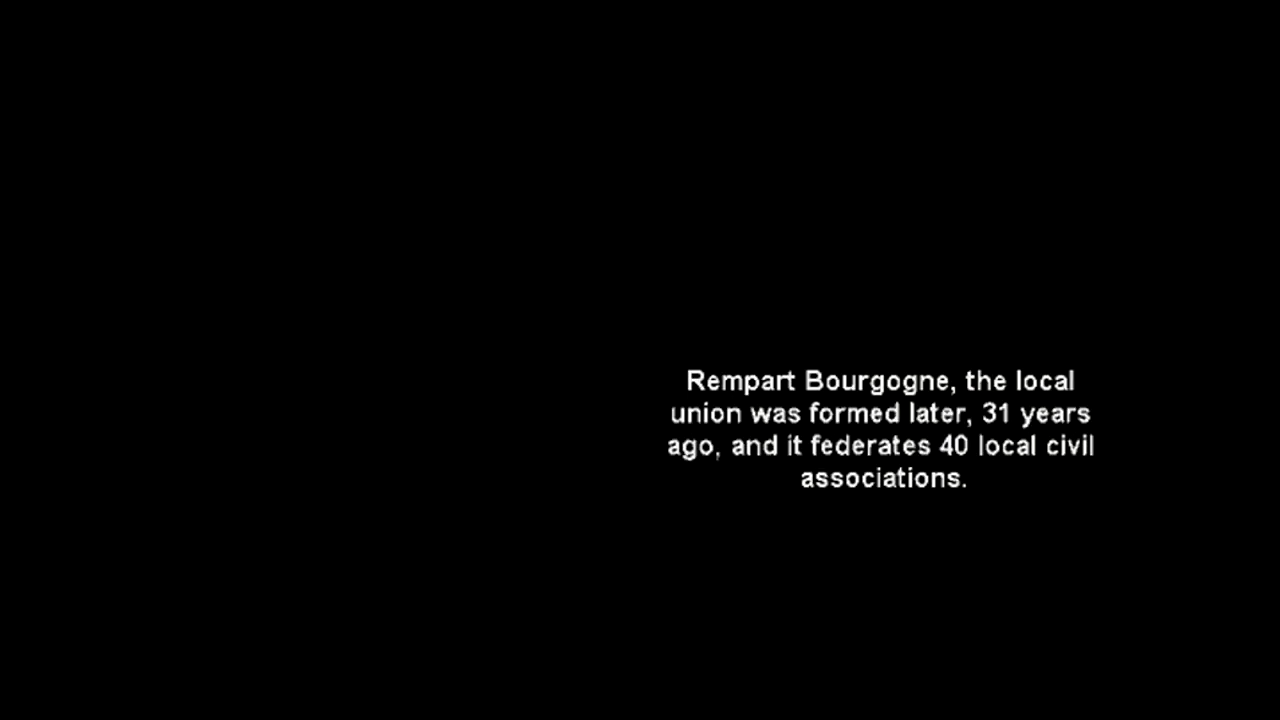 Rempart Bourgogne, the local
union was formed later, 31 years
ago, and it federates 40 local civil
associations.